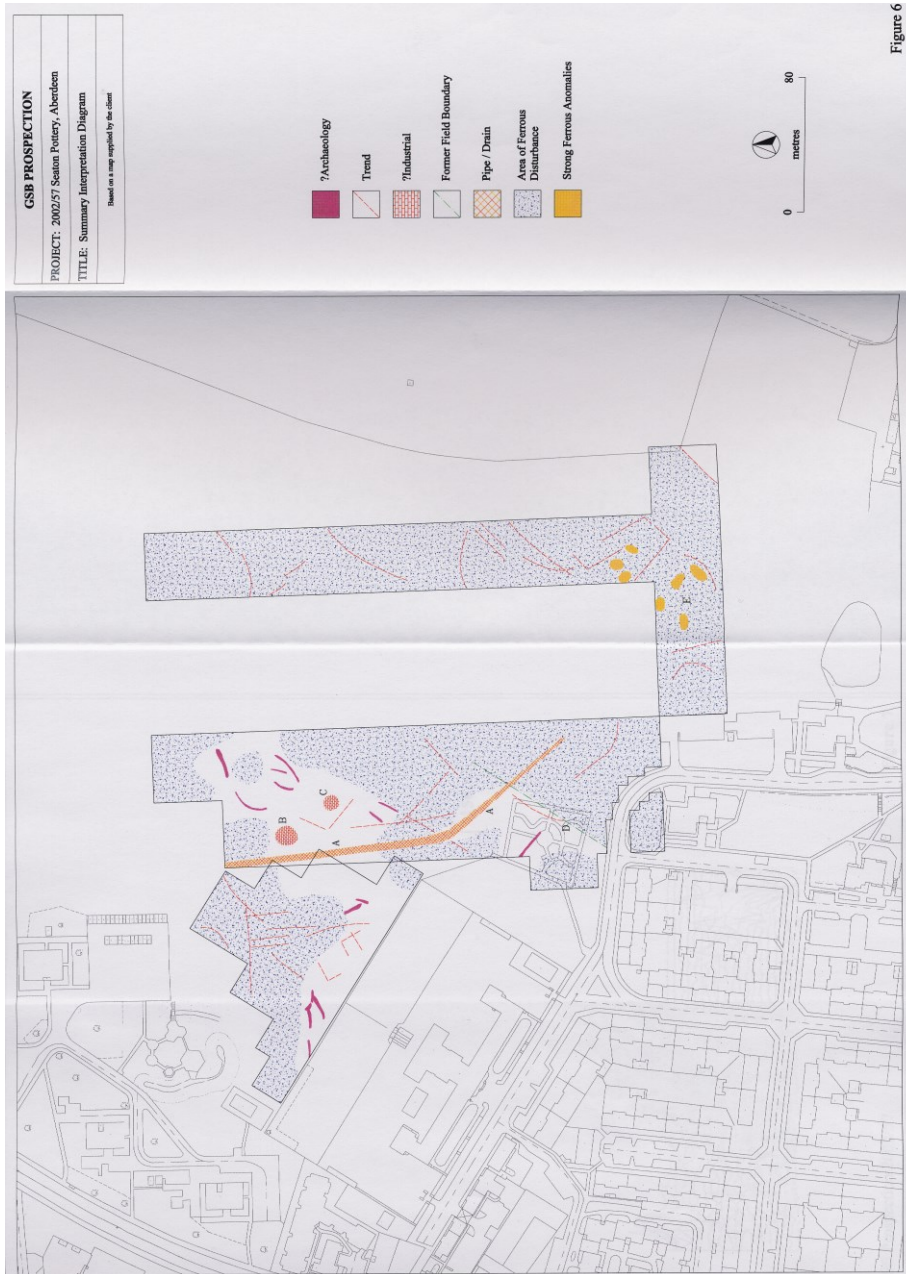 GSB PROSPECTION
PROJECT: 2002/57 Seaton Pottery, Aberdeen
TITLE: Summary Interpretation Diagram
Based on a map supplied by the client
?Archaeology
Trend
?Industrial
Former Field Boundary
Pipe / Drain
Area of Ferrous
Disturbance
Strong Ferrous Anomalies
0
metres
80
Figure 6
B
C
A
A
D
E